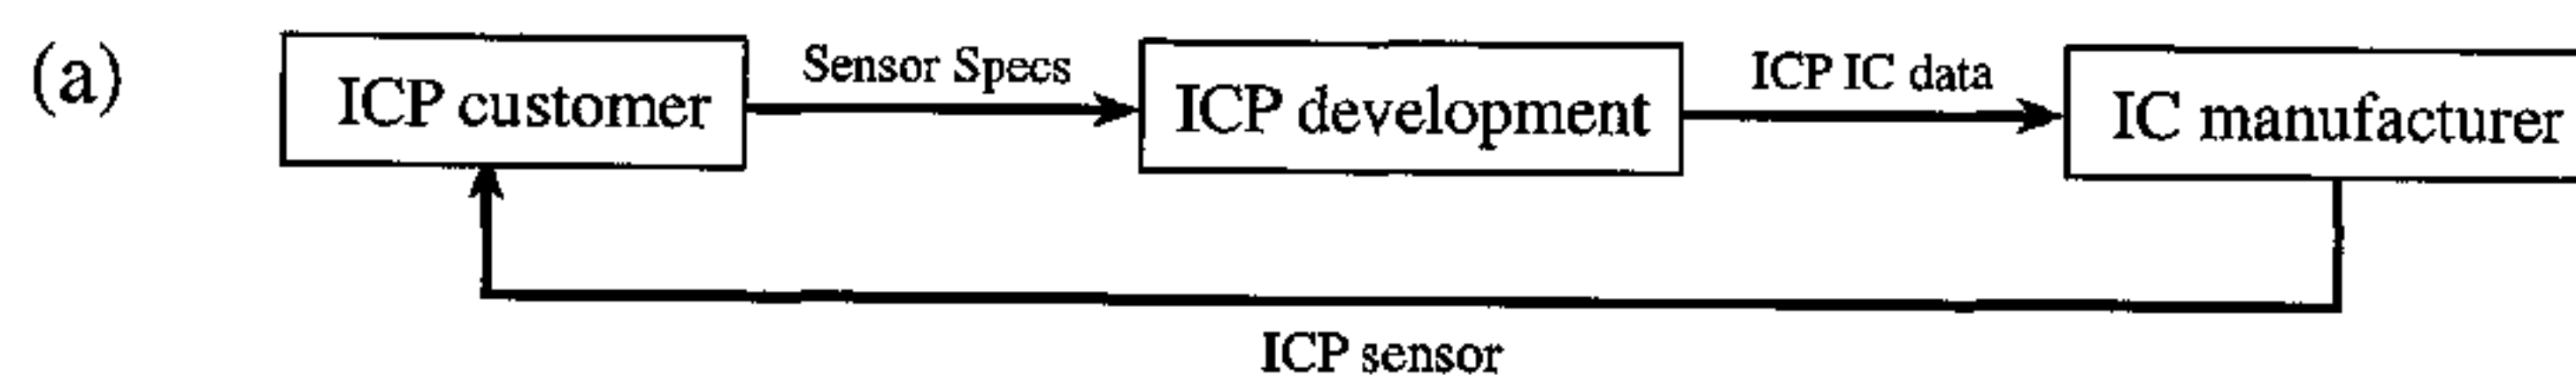 (a)
ICP customer
Sensor Specs
ICP development
ICP IC data
IC manufacturer
ICP sensor